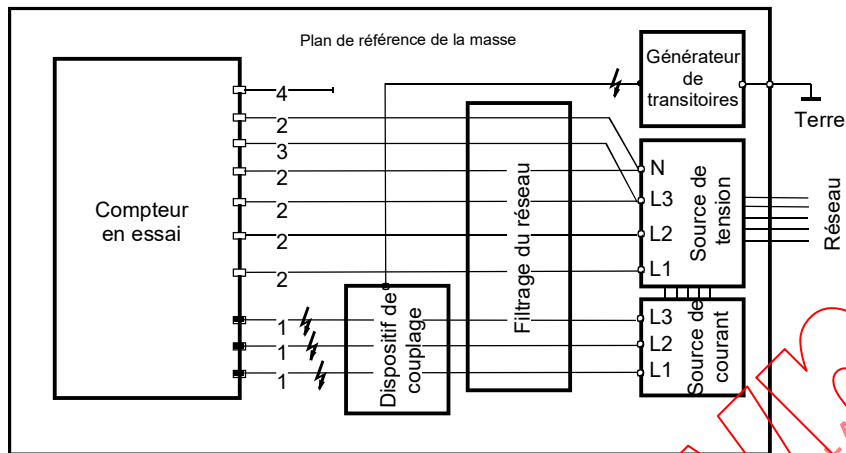 Plan de référence de la masse
Générateur
de
transitoires
Terre
4
2
3
2
2
2
2
1
1
1
Compteur
en essai
Dispositif de
couplage
Filtrage du réseau
N
L3
L2
L1
Source de
tension
Réseau
L3
L2
L1
Source de
courant